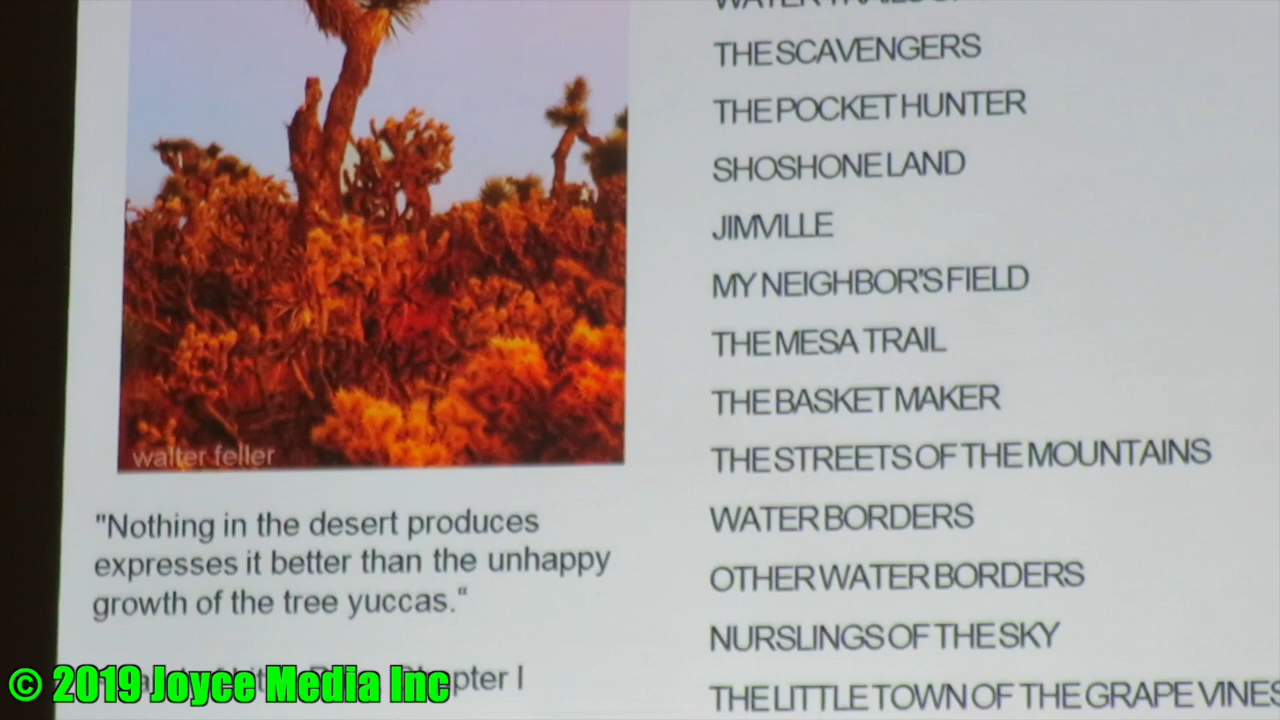 walter feller
"Nothing in the desert produces
expresses it better than the unhappy
growth of the tree yuccas."
Chapter I
THE SCAVENGERS
THE POCKET HUNTER
SHOSHONE LAND
JIMVILLE
MY NEIGHBOR'S FIELD
THE MESA TRAIL
THE BASKET MAKER
THE STREETS OF THE MOUNTAINS
WATER BORDERS
OTHER WATER BORDERS
NURSLINGS OF THE SKY
THE LITTLE TOWN OF THE GRAPE VINES
© 2019 Joyce Media Inc